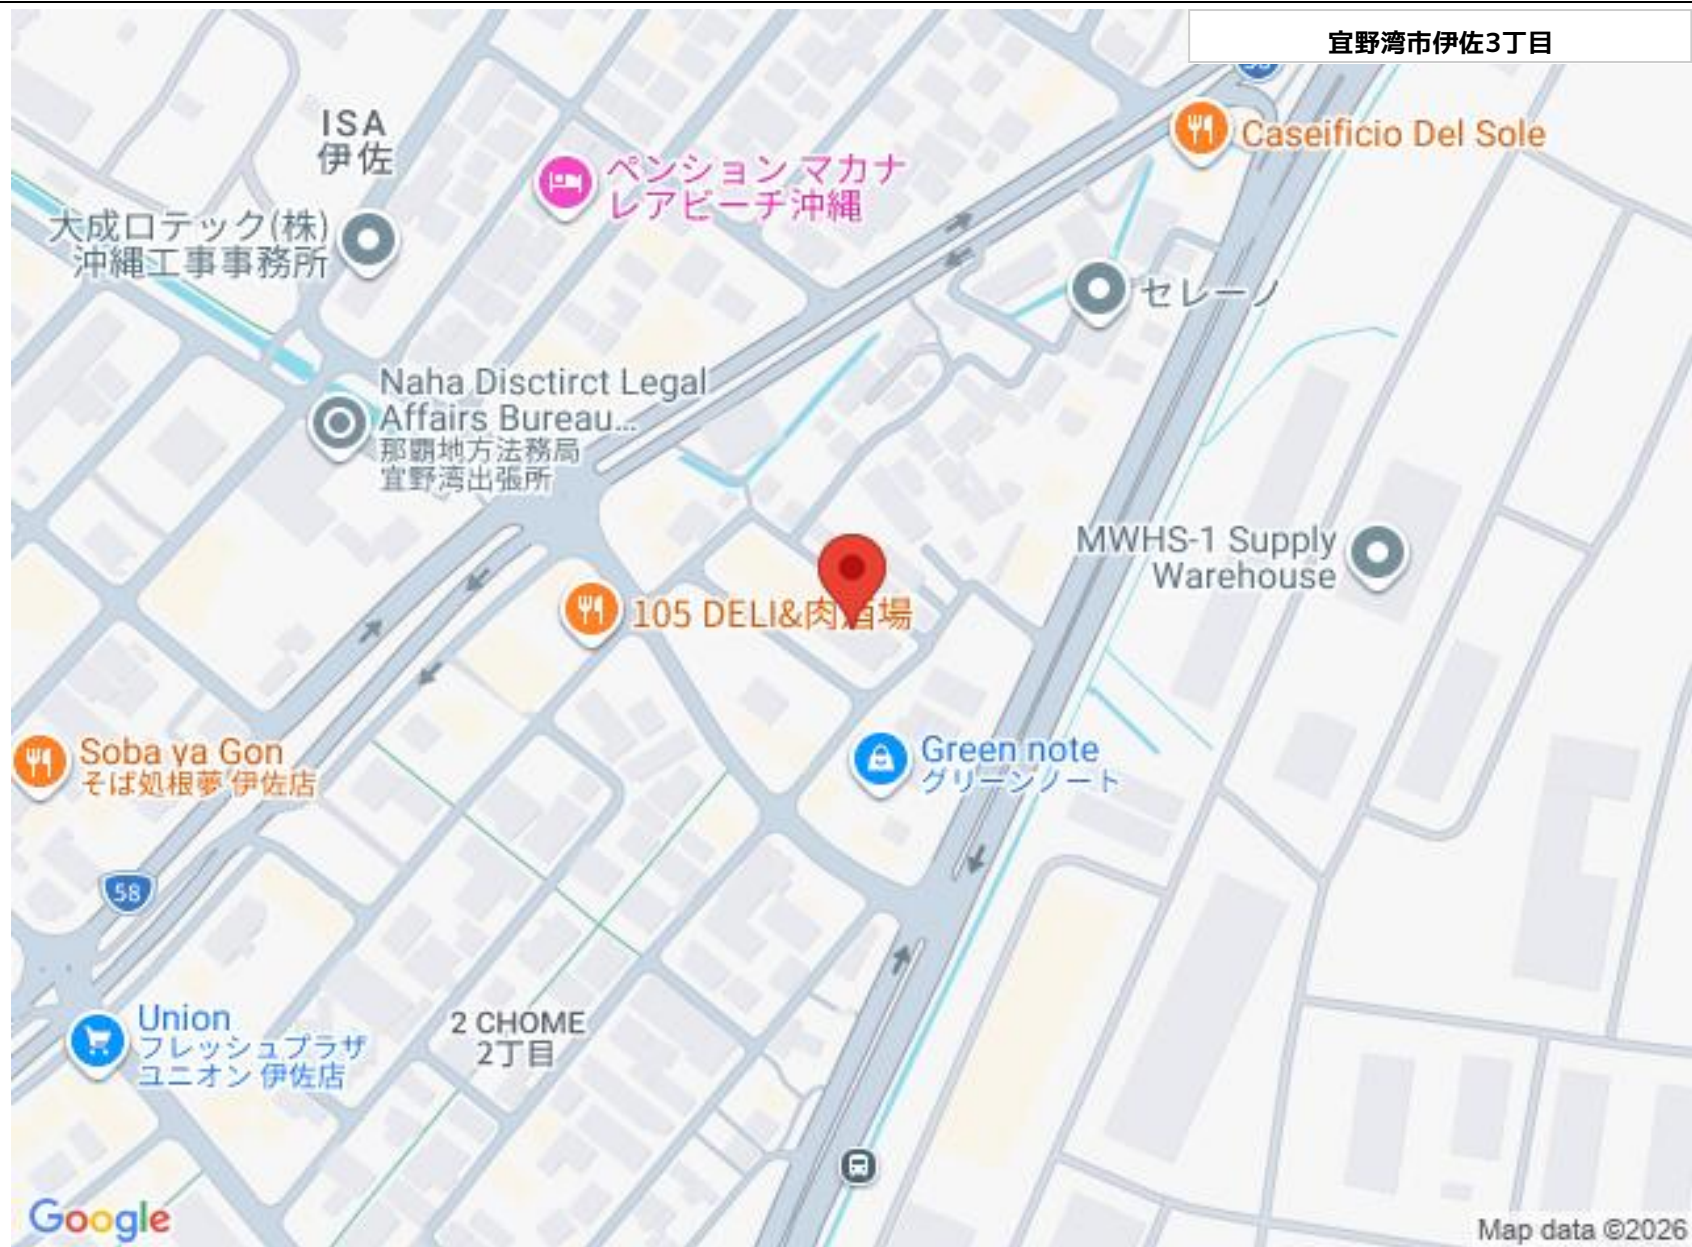 宜野湾市伊佐3丁目
Caseificio Del Sole
ISA
伊佐
ペンション マカナ
レアビーチ沖縄
大成ロテック(株)
沖縄工事事務所
セレーノ
Naha Disctirct Legal
Affairs Bureau...
那覇地方法務局
宜野湾出張所
MWHS-1 Supply
Warehouse
105 DELI&肉酒場
Soba ya Gon
そば処根夢 伊佐店
Green note
グリーンノート
58
Union
フレッシュプラザ
ユニオン 伊佐店
2 CHOME
2丁目
Google
Map data ©2026